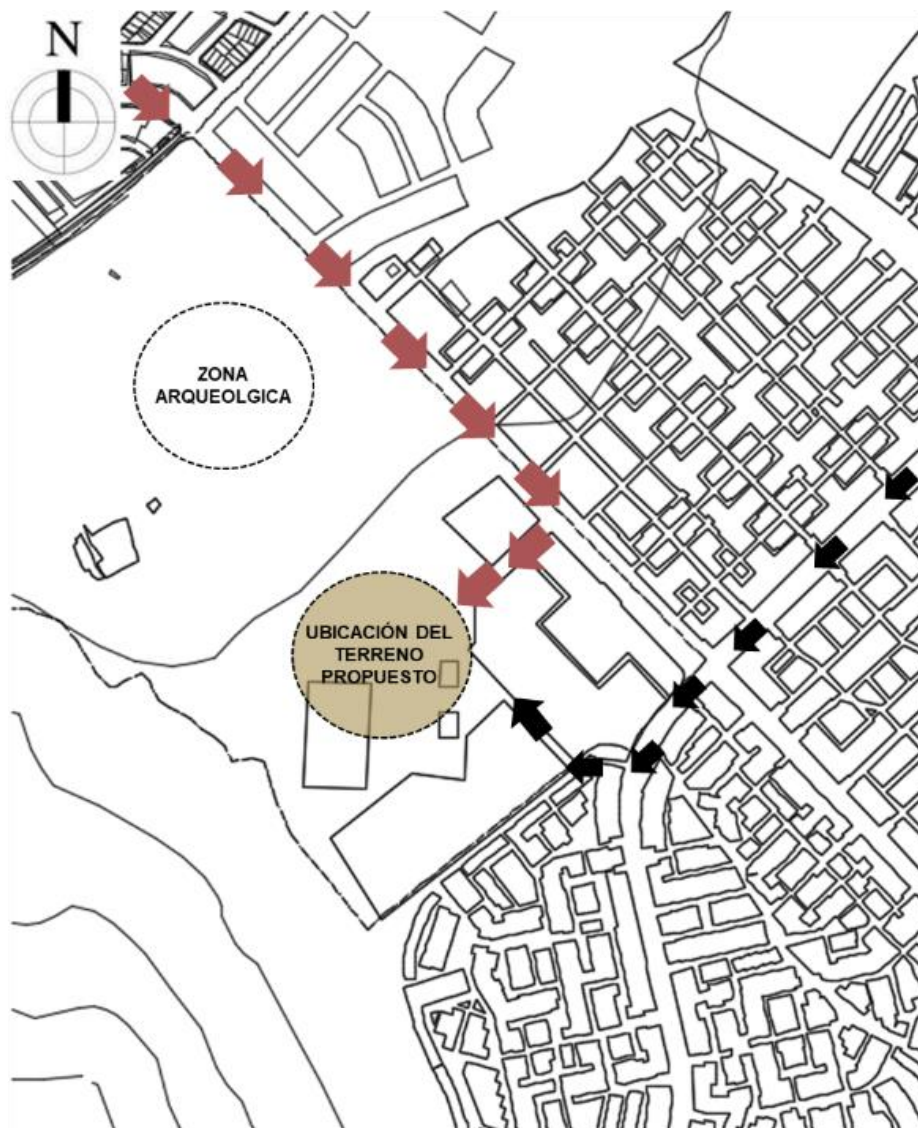 N
ZONA
ARQUEOLGICA
UBICACIÓN DEL
TERRENO
PROPUESTO